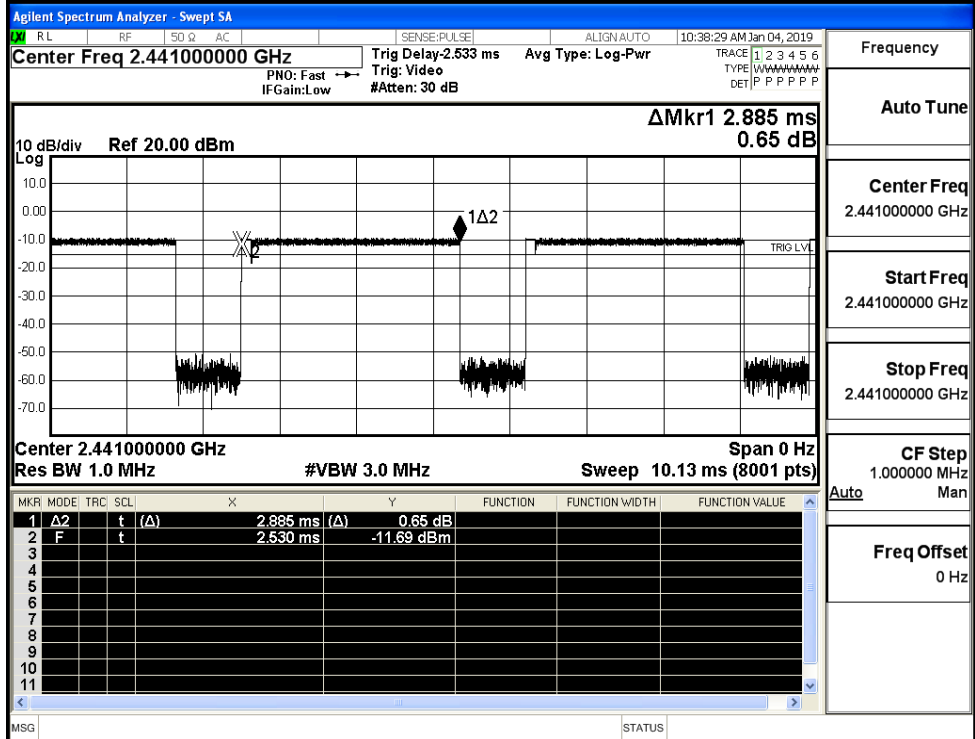 Agilent Spectrum Analyzer - Swept SA
LXI RL RF 50 Ω AC SENSE:PULSE ALIGN AUTO 10:38:29 AM Jan 04, 2019
Center Freq 2.441000000 GHz
PNO: Fast
IFGain:Low
Trig Delay-2.533 ms
Trig: Video
#Atten: 30 dB
Avg Type: Log-Pwr
TRACE 1 2 3 4 5 6
TYPE WWWWWW
DET P P P P P P
ΔMkr1 2.885 ms
0.65 dB
10 dB/div Ref 20.00 dBm
Log
10.0
0.00
-10.0
-20.0
-30.0
-40.0
-50.0
-60.0
-70.0
1Δ2
2
TRIG LVL
Center 2.441000000 GHz Span 0 Hz
Res BW 1.0 MHz #VBW 3.0 MHz Sweep 10.13 ms (8001 pts)
MKR MODE TRC SCL X Y FUNCTION FUNCTION WIDTH FUNCTION VALUE
1 Δ2 t (Δ) 2.885 ms (Δ) 0.65 dB
2 F t 2.530 ms -11.69 dBm
3
4
5
6
7
8
9
10
11
MSG STATUS
Frequency
Auto Tune
Center Freq
2.441000000 GHz
Start Freq
2.441000000 GHz
Stop Freq
2.441000000 GHz
CF Step
1.000000 MHz
Auto Man
Freq Offset
0 Hz